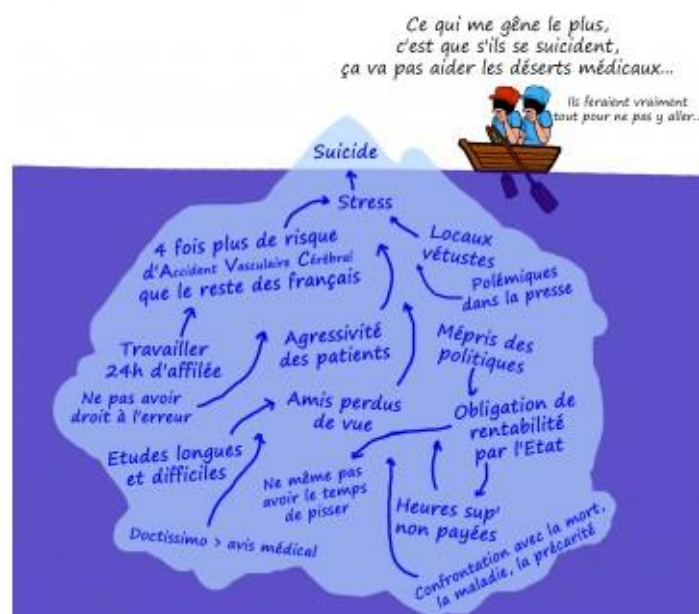 Ce qui me gêne le plus,
c'est que s'ils se suicident,
ça va pas aider les déserts médicaux...
Ils feraient vraiment
tout pour ne pas y aller...
Suicide
Stress
4 fois plus de risque
d'Accident Vasculaire Cérébral
que le reste des français
Locaux
vétustes
Polémiques
dans la presse
Travailler
24h d'affilée
Agressivité
des patients
Mépris des
politiques
Ne pas avoir
droit à l'erreur
Amis perdus
de vue
Obligation de
rentabilité
par l'Etat
Etudes longues
et difficiles
Ne même pas
avoir le temps
de pisser
Heures sup'
non payées
Doctissimo > avis médical
Confrontation avec la mort,
la maladie, la précarité